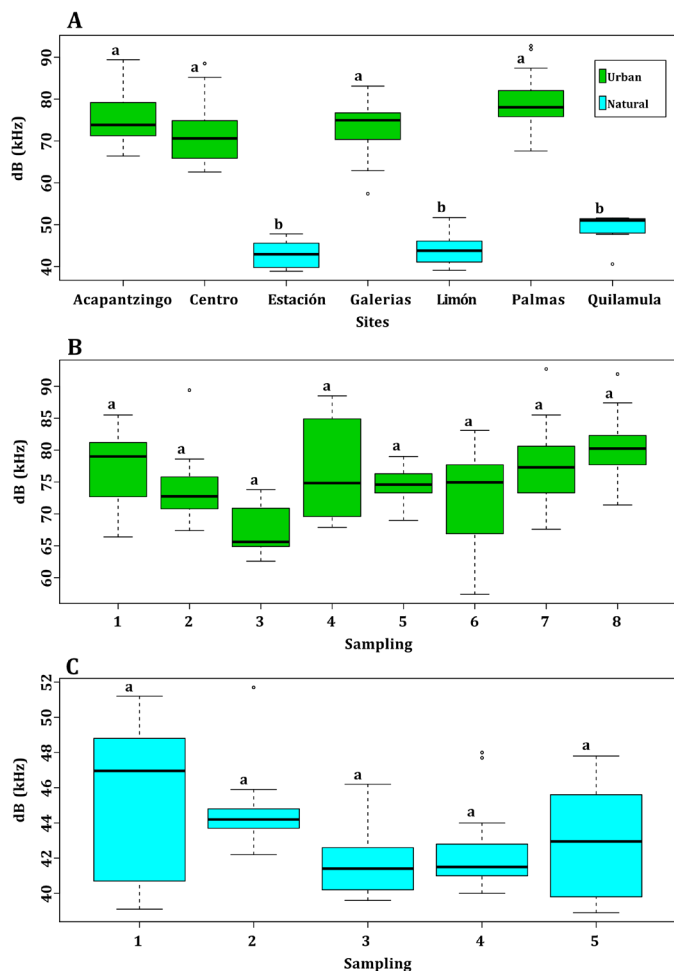 A
dB (kHz)
90
80
70
60
50
40
a
a
b
a
b
a
b
Urban
Natural
Acapantzingo Centro Estación Galerias Limón Palmas Quilamula
Sites
B
dB (kHz)
90
85
80
75
70
65
60
a
a
a
a
a
a
a
a
1 2 3 4 5 6 7 8
Sampling
C
dB (kHz)
52
50
48
46
44
42
40
a
a
a
a
a
1 2 3 4 5
Sampling